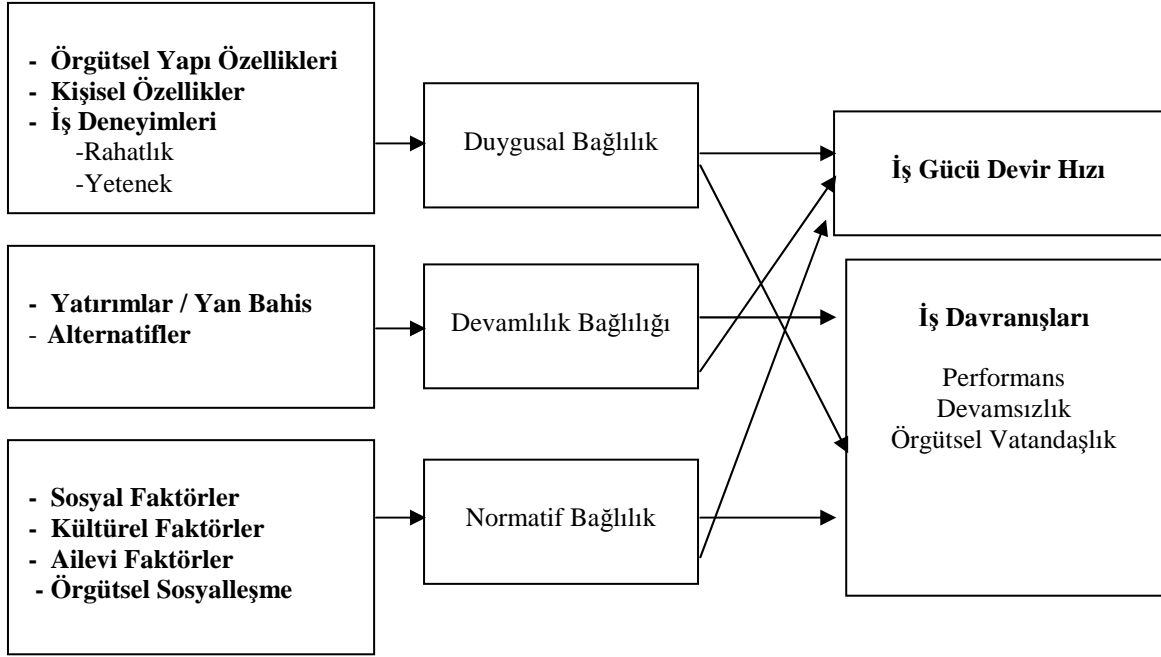 - Örgütsel Yapı Özellikleri
- Kişisel Özellikler
- İş Deneyimleri
-Rahatlık
-Yetenek
Duygusal Bağlılık
İş Gücü Devir Hızı
- Yatırımlar / Yan Bahis
- Alternatifler
Devamlılık Bağlılığı
İş Davranışları
Performans
Devamsızlık
Örgütsel Vatandaşlık
- Sosyal Faktörler
- Kültürel Faktörler
- Ailevi Faktörler
- Örgütsel Sosyalleşme
Normatif Bağlılık